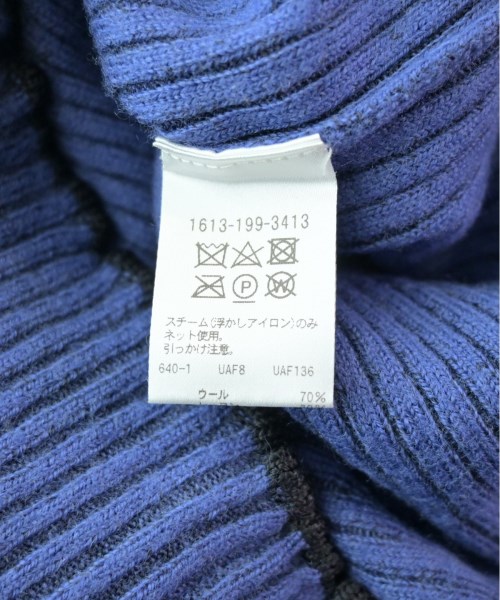 1613-199-3413
P W
スチーム(浮かしアイロン)のみ
ネット使用。
引っかけ注意。
640-1 UAF8 UAF136
ウール 70%